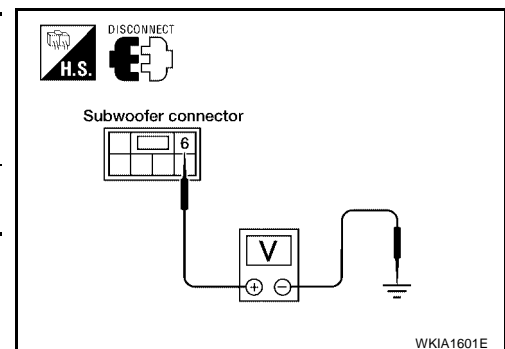 DISCONNECT
H.S.
Subwoofer connector
6
V
+ −
WKIA1601E